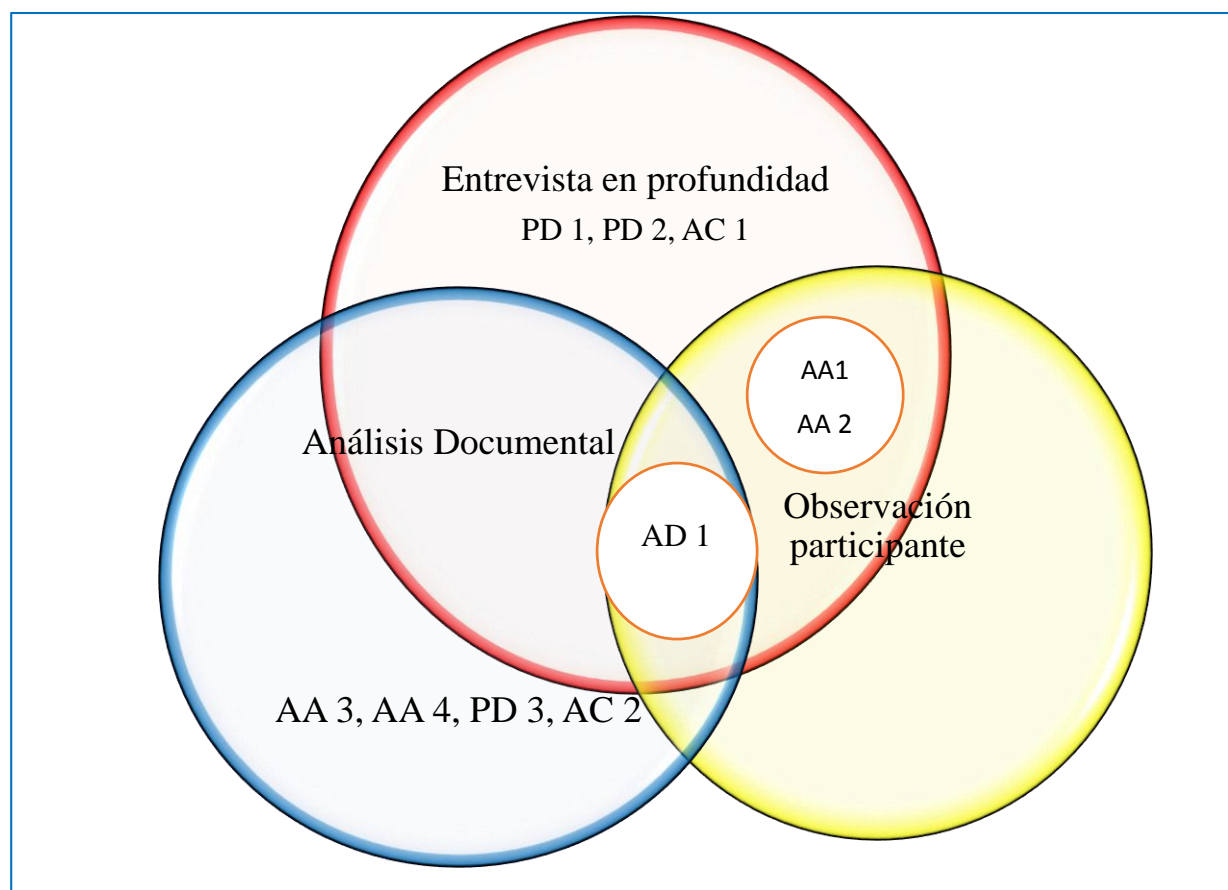 Entrevista en profundidad
PD 1, PD 2, AC 1
AA1
AA 2
Análisis Documental
Observación
participante
AD 1
AA 3, AA 4, PD 3, AC 2